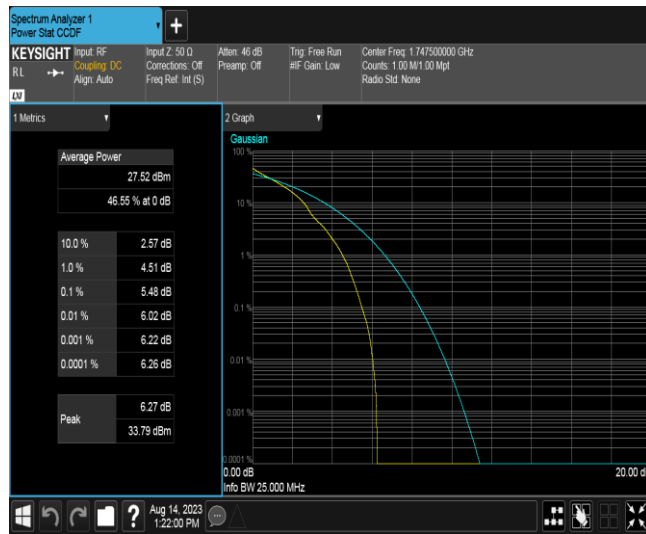 Spectrum Analyzer 1
Power Stat CCDF
+
KEYSIGHT
RL
LXI
Input: RF
Coupling: DC
Align: Auto
Input Z: 50 Ω
Corrections: Off
Freq Ref: Int (S)
Atten: 46 dB
Preamp: Off
Trig: Free Run
#IF Gain: Low
Center Freq: 1.747500000 GHz
Counts: 1.00 M/1.00 Mpt
Radio Std: None
1 Metrics
Average Power
27.52 dBm
46.55 % at 0 dB
10.0 % 2.57 dB
1.0 % 4.51 dB
0.1 % 5.48 dB
0.01 % 6.02 dB
0.001 % 6.22 dB
0.0001 % 6.26 dB
Peak
6.27 dB
33.79 dBm
2 Graph
Gaussian
100 %
10 %
1 %
0.1 %
0.01 %
0.001 %
0.0001 %
0.00 dB
20.00 d
Info BW 25.000 MHz
?
Aug 14, 2023
1:22:00 PM